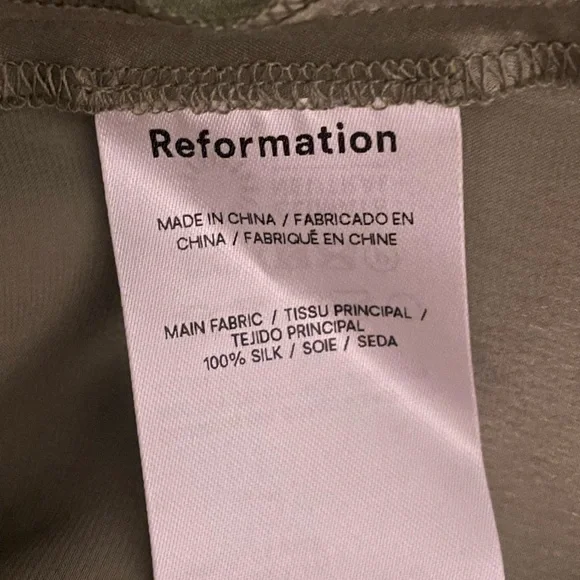 Reformation
MADE IN CHINA / FABRICADO EN
CHINA / FABRIQUÉ EN CHINE
MAIN FABRIC / TISSU PRINCIPAL /
TEJIDO PRINCIPAL
100% SILK / SOIE / SEDA